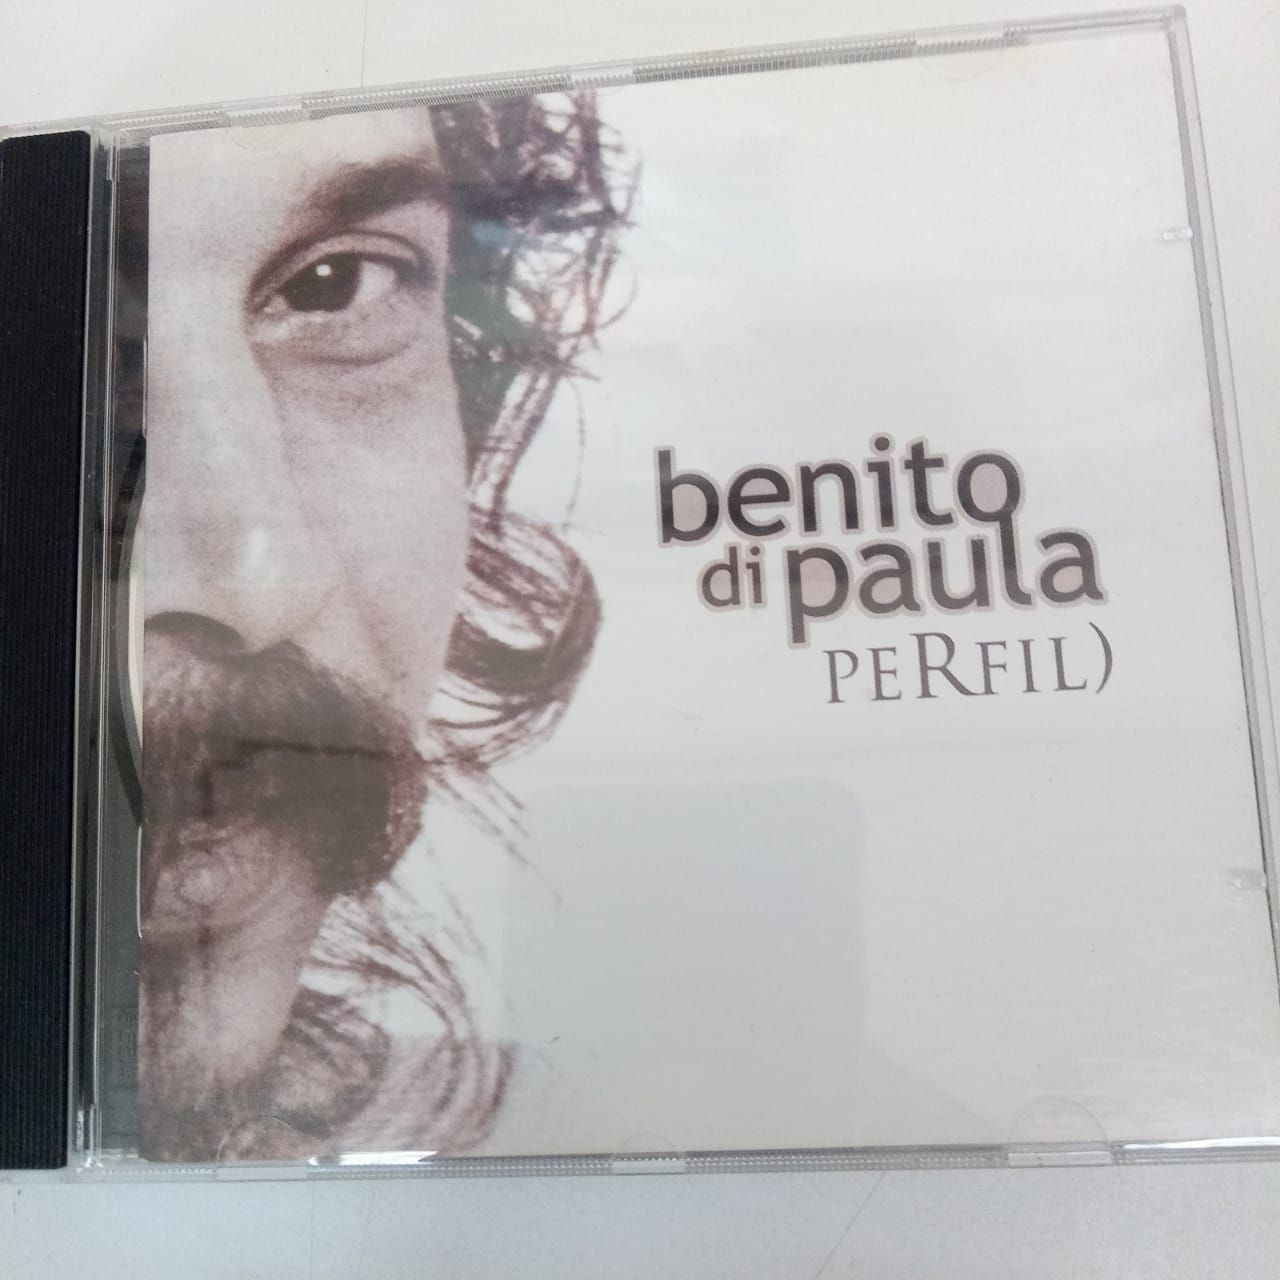 benito
di paula
PERFIL)